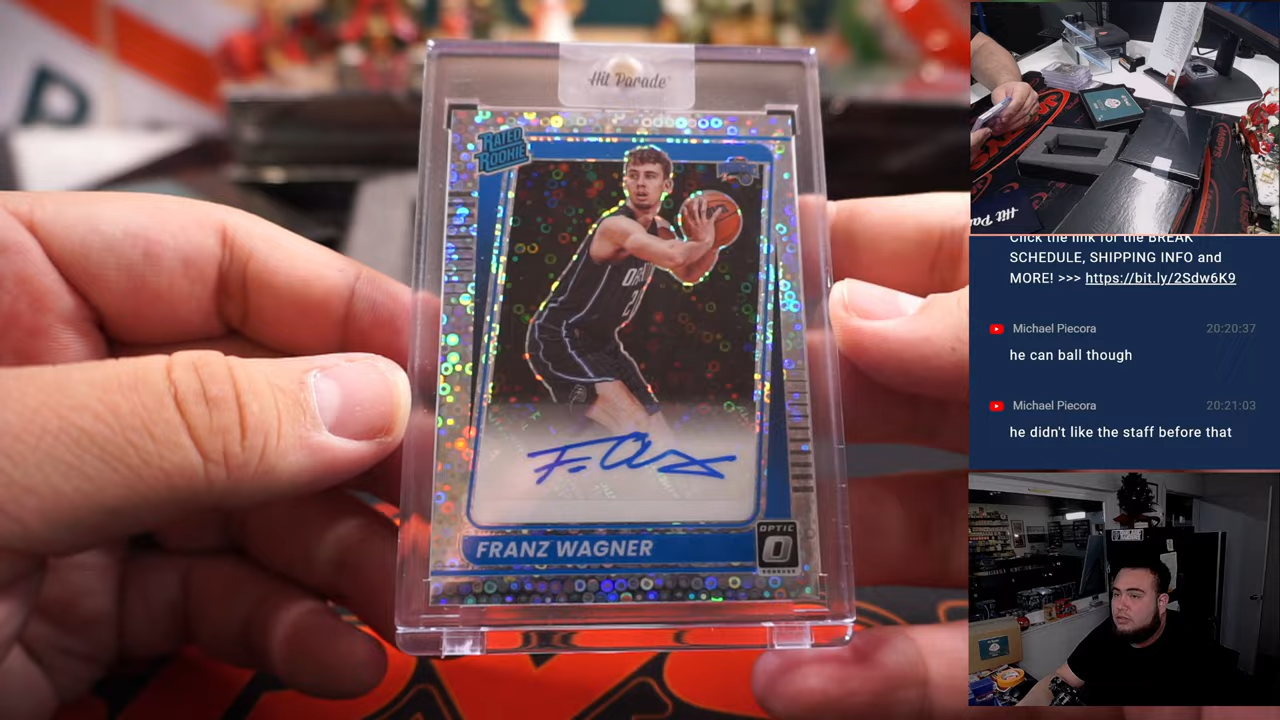 Hit Parade
RATED
ROOKIE
FRANZ WAGNER
OPTIC
Click the link for the BREAK
SCHEDULE, SHIPPING INFO and
MORE! >>> https://bit.ly/2Sdw6K9
Michael Piecora 20:20:37
he can ball though
Michael Piecora 20:21:03
he didn't like the staff before that